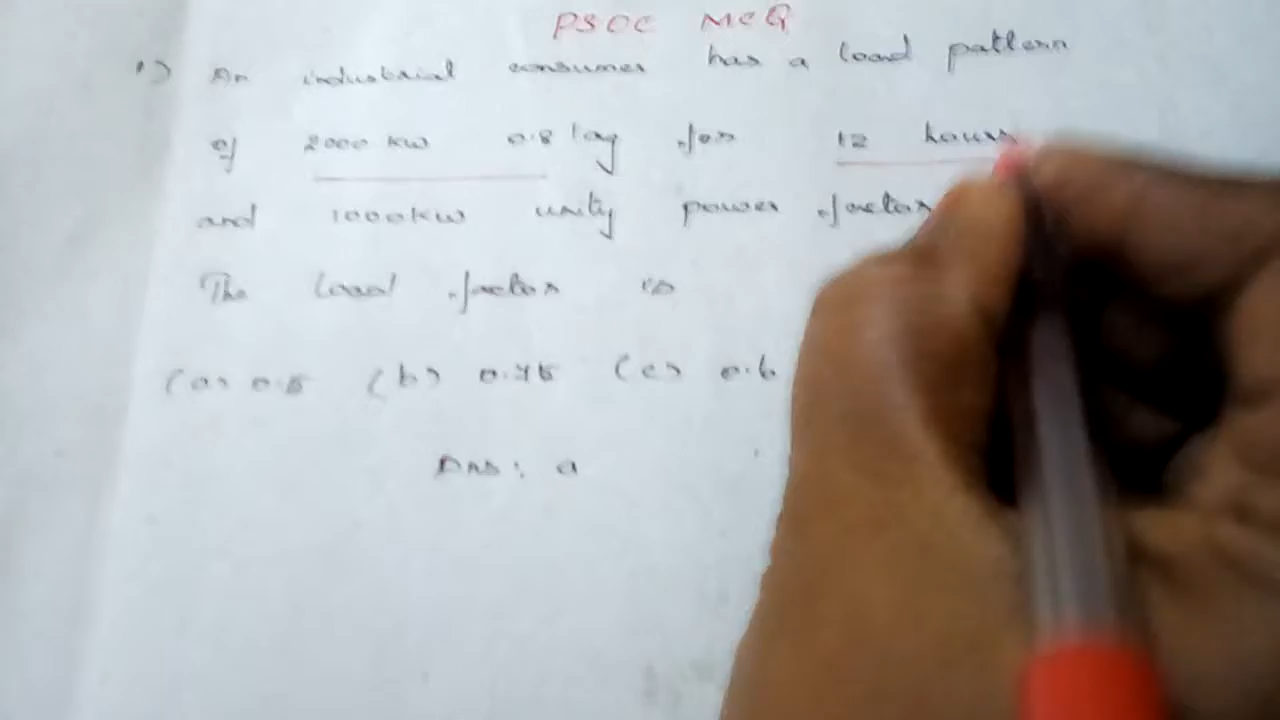 PSOC MCQ
1) An industrial consumer has a load pattern
of 2000 kW 0.8 lag for 12 hours
and 1000 kW unity power factor
The load factor is
(a) 0.5 (b) 0.75 (c) 0.6
Ans: a